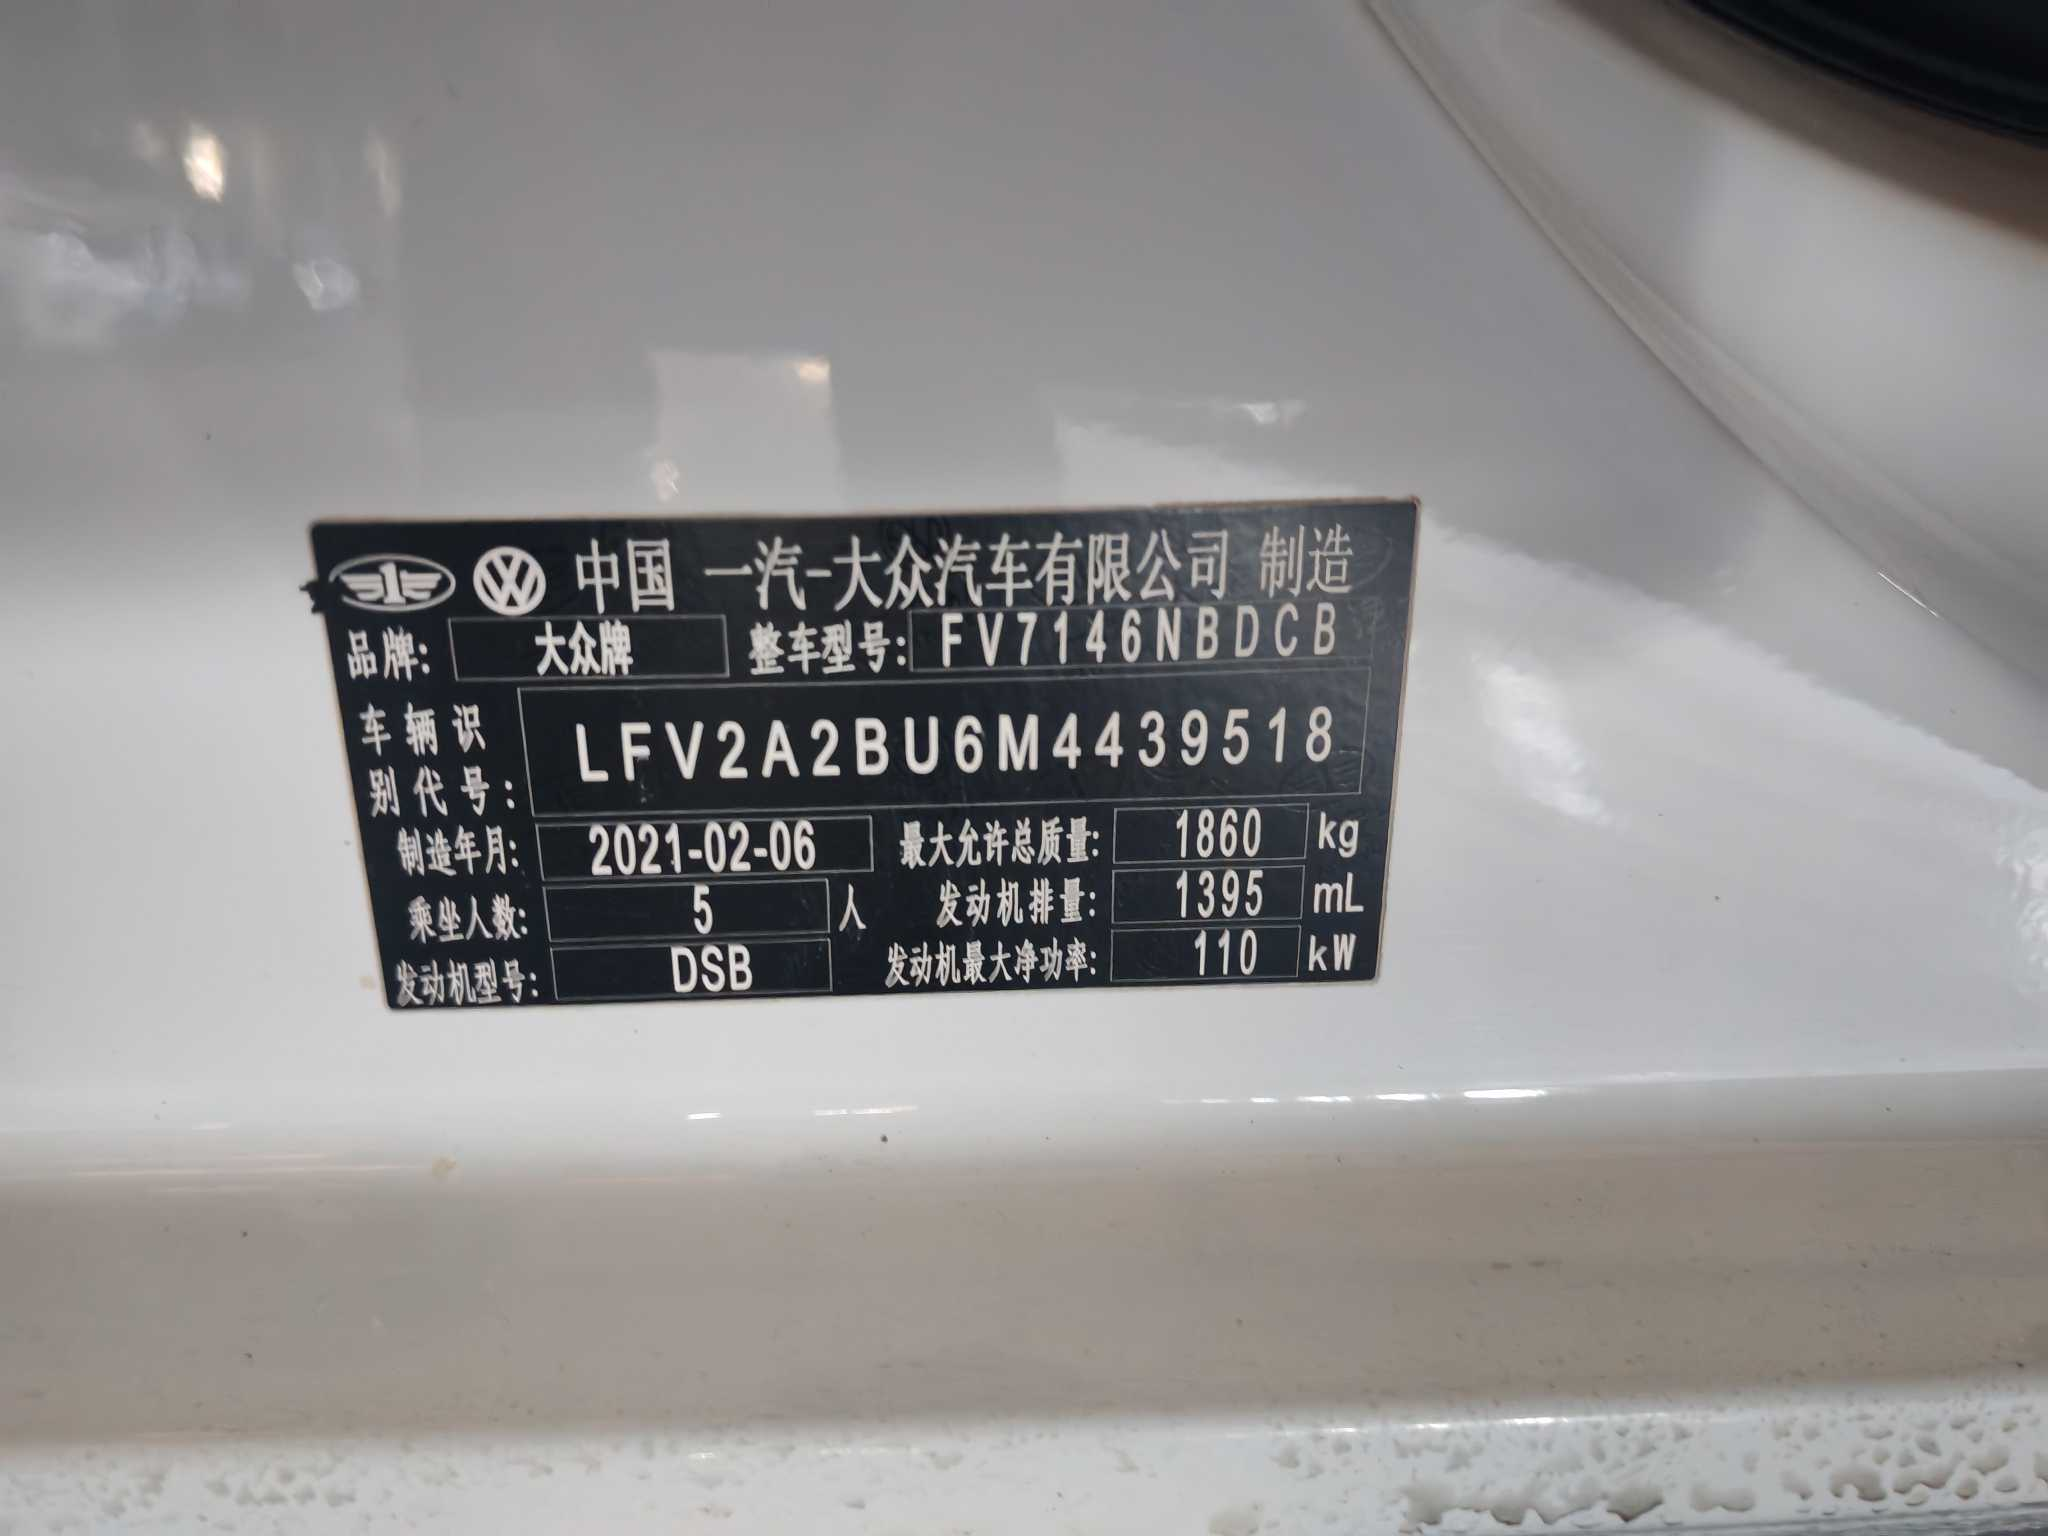 中国 一汽-大众汽车有限公司 制造
品牌: 大众牌 整车型号: FV7146NBDCB
车辆识
别代号: LFV2A2BU6M4439518
制造年月: 2021-02-06 最大允许总质量: 1860 kg
乘坐人数: 5 人 发动机排量: 1395 mL
发动机型号: DSB 发动机最大净功率: 110 kW